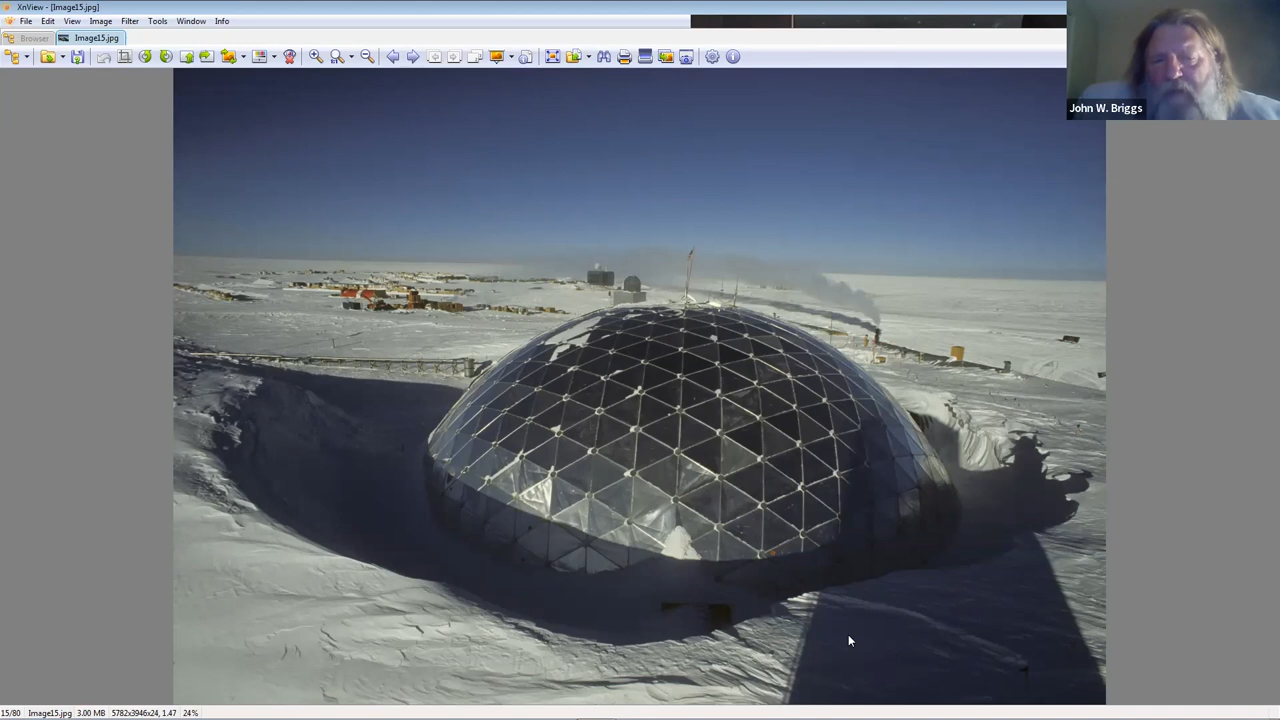 XnView - [Image15.jpg]
File Edit View Image Filter Tools Window Info
Browser Image15.jpg
John W. Briggs
15/80 Image15.jpg 3.00 MB 5782x3946x24, 1.47 24%